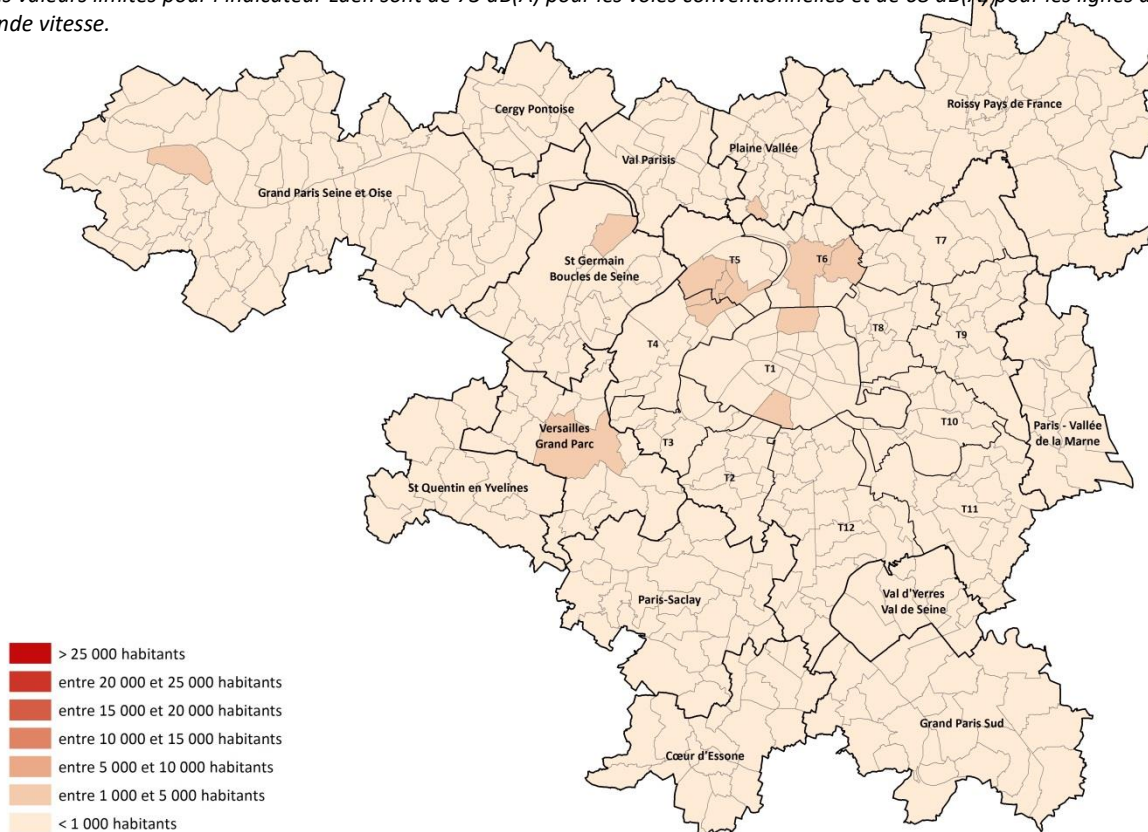 pour l'indicateur Lden sont de 73 dB(A) pour les voies conventionnelles et de 68 dB(A) pour les lignes
vitesse.
Cergy Pontoise
Roissy Pays de France
Val Parisis
Plaine Vallée
Grand Paris Seine et Oise
St Germain
Boucles de Seine
T5
T6
T7
T8
T9
T4
T1
Versailles
Grand Parc
T3
T10
Paris - Vallée
de la Marne
St Quentin en Yvelines
T2
T11
T12
Paris-Saclay
Val d'Yerres
Val de Seine
Grand Paris Sud
Cœur d'Essone
> 25 000 habitants
entre 20 000 et 25 000 habitants
entre 15 000 et 20 000 habitants
entre 10 000 et 15 000 habitants
entre 5 000 et 10 000 habitants
entre 1 000 et 5 000 habitants
< 1 000 habitants